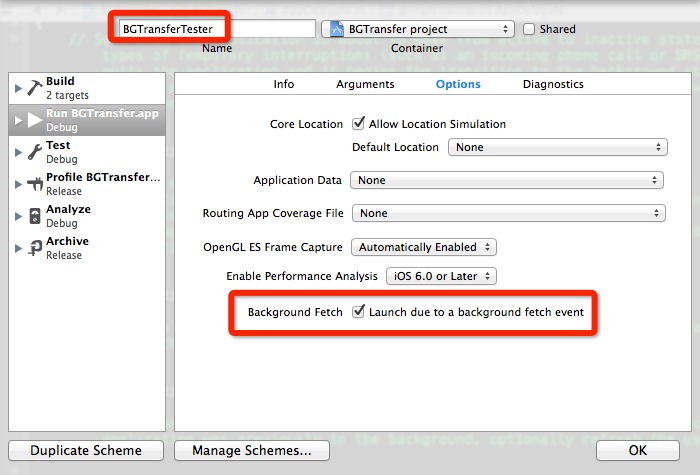 BGTransferTester
BGTransfer project
Shared
Name
Container
Build
2 targets
Run BGTransfer.app
Debug
Test
Debug
Profile BGTransfer...
Release
Analyze
Debug
Archive
Release
Info Arguments Options Diagnostics
Core Location Allow Location Simulation
Default Location None
Application Data None
Routing App Coverage File None
OpenGL ES Frame Capture Automatically Enabled
Enable Performance Analysis iOS 6.0 or Later
Background Fetch Launch due to a background fetch event
Duplicate Scheme
Manage Schemes...
OK